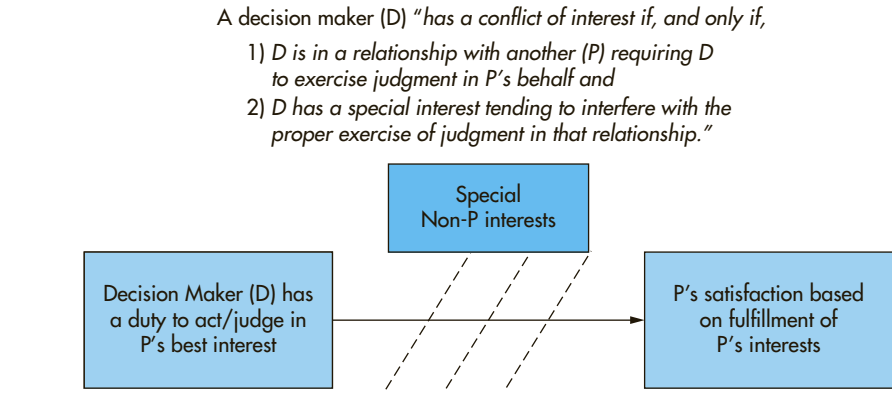 A decision maker (D) “has a conflict of interest if, and only if,
1) D is in a relationship with another (P) requiring D
to exercise judgment in P’s behalf and
2) D has a special interest tending to interfere with the
proper exercise of judgment in that relationship.”
Special
Non-P interests
Decision Maker (D) has
a duty to act/judge in
P’s best interest
P’s satisfaction based
on fulfillment of
P’s interests